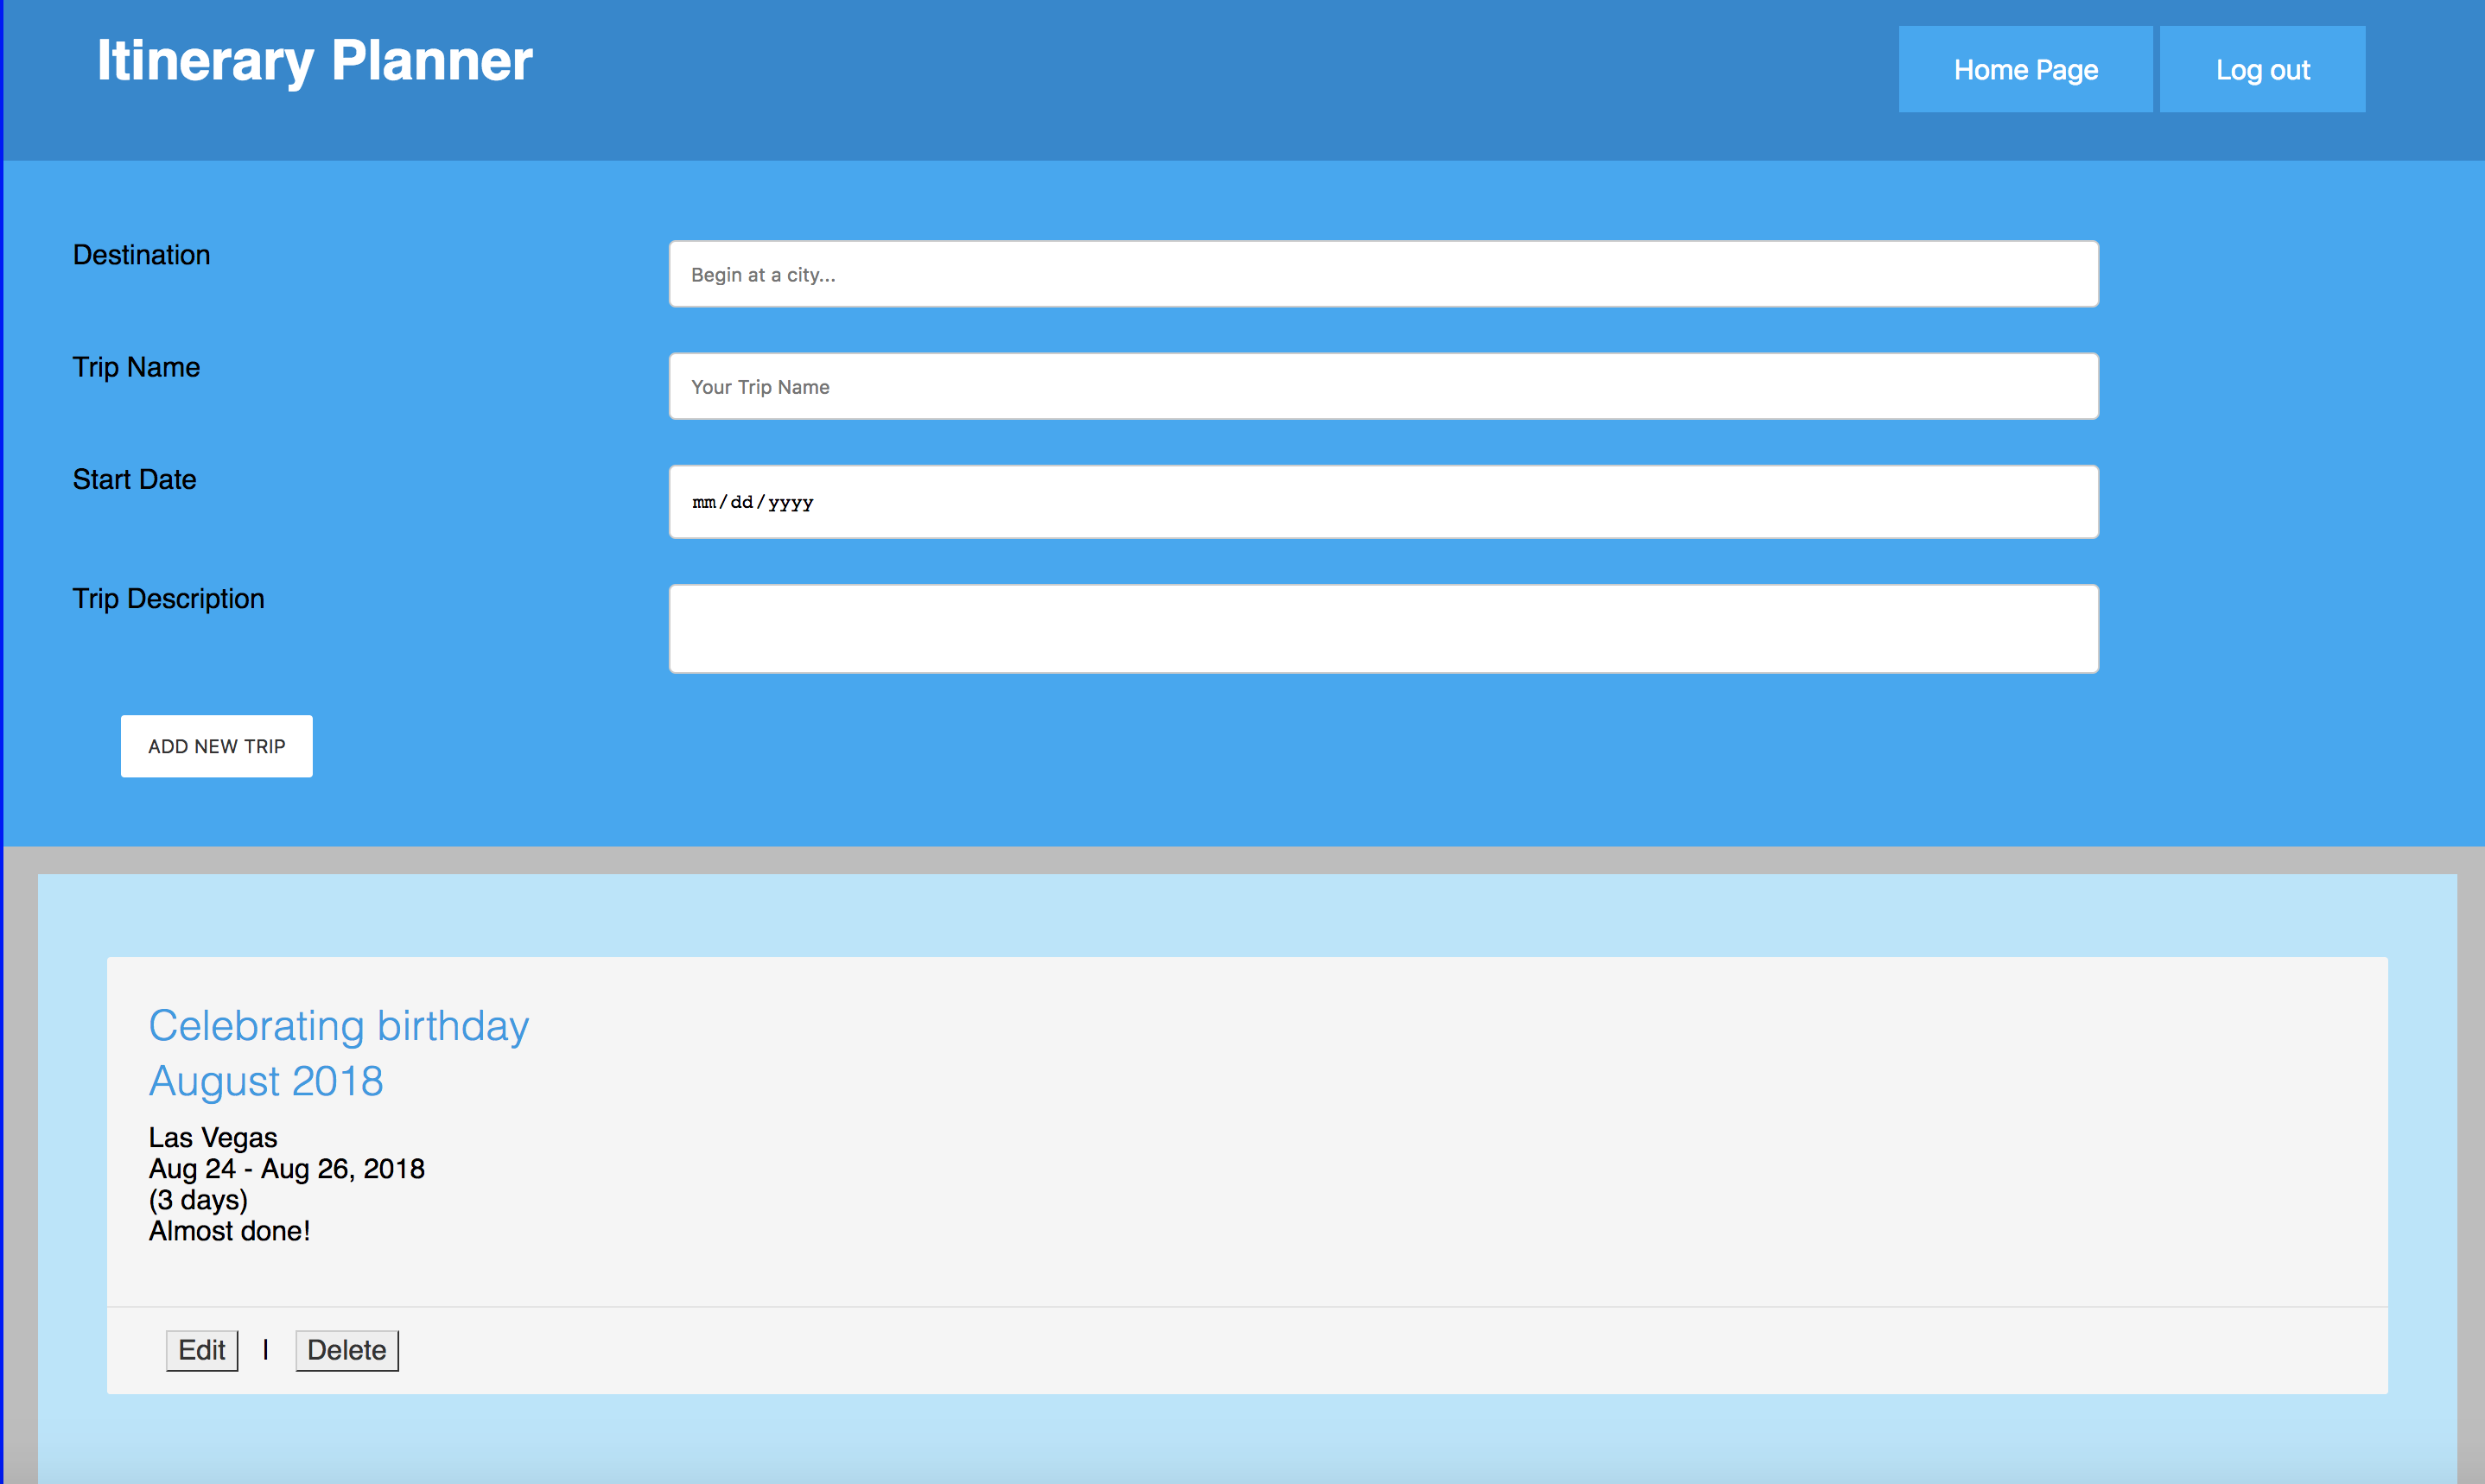 Itinerary Planner
Home Page
Log out
Destination
Begin at a city...
Trip Name
Your Trip Name
Start Date
mm/dd/yyyy
Trip Description
ADD NEW TRIP
Celebrating birthday
August 2018
Las Vegas
Aug 24 - Aug 26, 2018
(3 days)
Almost done!
Edit | Delete